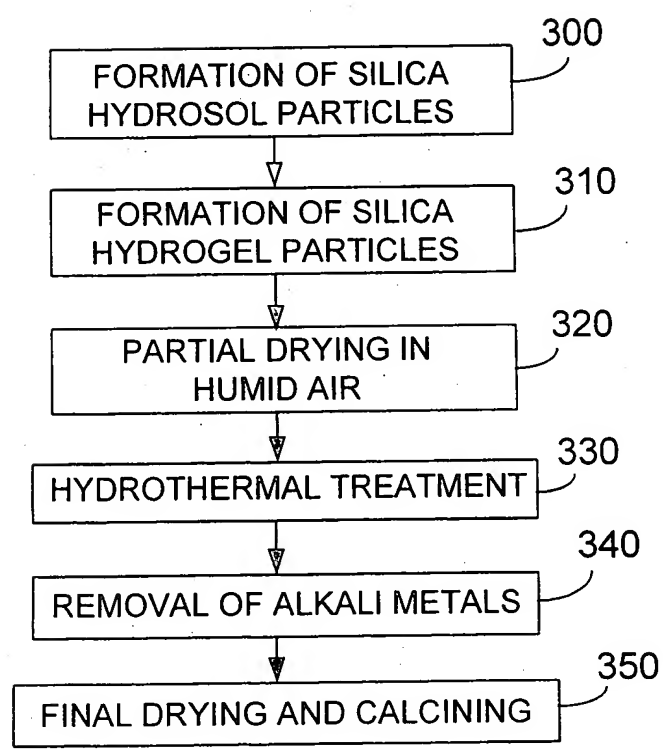 300
FORMATION OF SILICA
HYDROSOL PARTICLES
310
FORMATION OF SILICA
HYDROGEL PARTICLES
320
PARTIAL DRYING IN
HUMID AIR
330
HYDROTHERMAL TREATMENT
340
REMOVAL OF ALKALI METALS
350
FINAL DRYING AND CALCINING